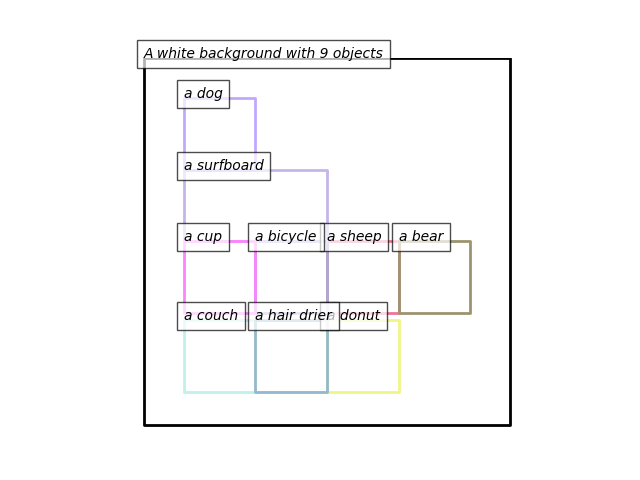 A white background with 9 objects
a dog
a surfboard
a cup
a bicycle
a sheep
a bear
a couch
a hair drier
a donut